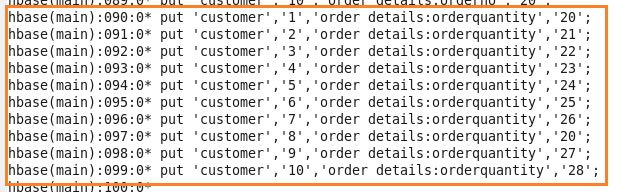 hbase(main):089:0* put 'customer','10','order details:orderno','20';
hbase(main):090:0* put 'customer','1','order details:orderquantity','20';
hbase(main):091:0* put 'customer','2','order details:orderquantity','21';
hbase(main):092:0* put 'customer','3','order details:orderquantity','22';
hbase(main):093:0* put 'customer','4','order details:orderquantity','23';
hbase(main):094:0* put 'customer','5','order details:orderquantity','24';
hbase(main):095:0* put 'customer','6','order details:orderquantity','25';
hbase(main):096:0* put 'customer','7','order details:orderquantity','26';
hbase(main):097:0* put 'customer','8','order details:orderquantity','20';
hbase(main):098:0* put 'customer','9','order details:orderquantity','27';
hbase(main):099:0* put 'customer','10','order details:orderquantity','28';
hbase(main):100:0*